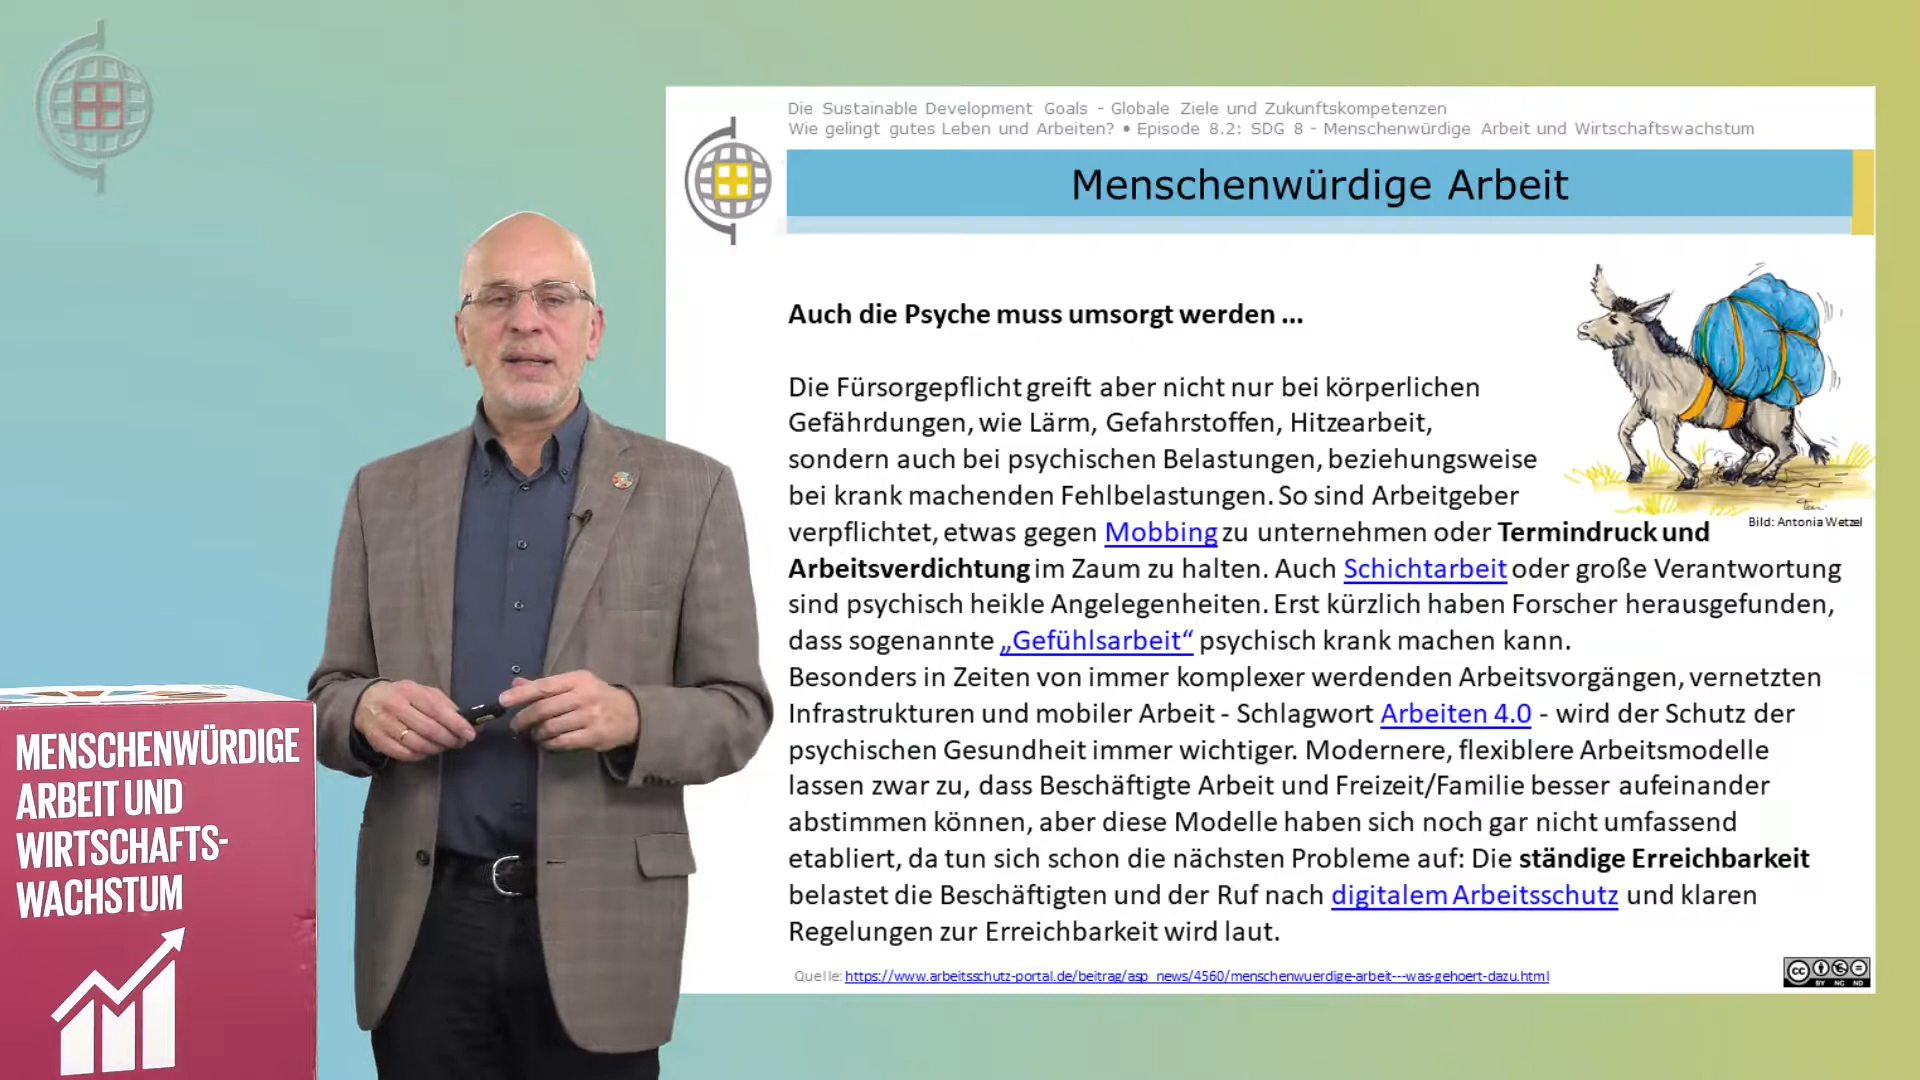 Die Sustainable Development Goals - Globale Ziele und Zukunftskompetenzen
Wie gelingt gutes Leben und Arbeiten? • Episode 8.2: SDG 8 - Menschenwürdige Arbeit und Wirtschaftswachstum
Menschenwürdige Arbeit
Auch die Psyche muss umsorgt werden ...
Die Fürsorgepflicht greift aber nicht nur bei körperlichen
Gefährdungen, wie Lärm, Gefahrstoffen, Hitzearbeit,
sondern auch bei psychischen Belastungen, beziehungsweise
bei krank machenden Fehlbelastungen. So sind Arbeitgeber
verpflichtet, etwas gegen Mobbing zu unternehmen oder Termindruck und
Arbeitsverdichtung im Zaum zu halten. Auch Schichtarbeit oder große Verantwortung
sind psychisch heikle Angelegenheiten. Erst kürzlich haben Forscher herausgefunden,
dass sogenannte „Gefühlsarbeit“ psychisch krank machen kann.
Besonders in Zeiten von immer komplexer werdenden Arbeitsvorgängen, vernetzten
Infrastrukturen und mobiler Arbeit - Schlagwort Arbeiten 4.0 - wird der Schutz der
psychischen Gesundheit immer wichtiger. Modernere, flexiblere Arbeitsmodelle
lassen zwar zu, dass Beschäftigte Arbeit und Freizeit/Familie besser aufeinander
abstimmen können, aber diese Modelle haben sich noch gar nicht umfassend
etabliert, da tun sich schon die nächsten Probleme auf: Die ständige Erreichbarkeit
belastet die Beschäftigten und der Ruf nach digitalem Arbeitsschutz und klaren
Regelungen zur Erreichbarkeit wird laut.
Bild: Antonia Wetzel
Quelle: https://www.arbeitsschutz-portal.de/beitrag/asp_news/4560/menschenwuerdige-arbeit---was-gehoert-dazu.html
cc BY NC ND
MENSCHENWÜRDIGE
ARBEIT UND
WIRTSCHAFTS-
WACHSTUM